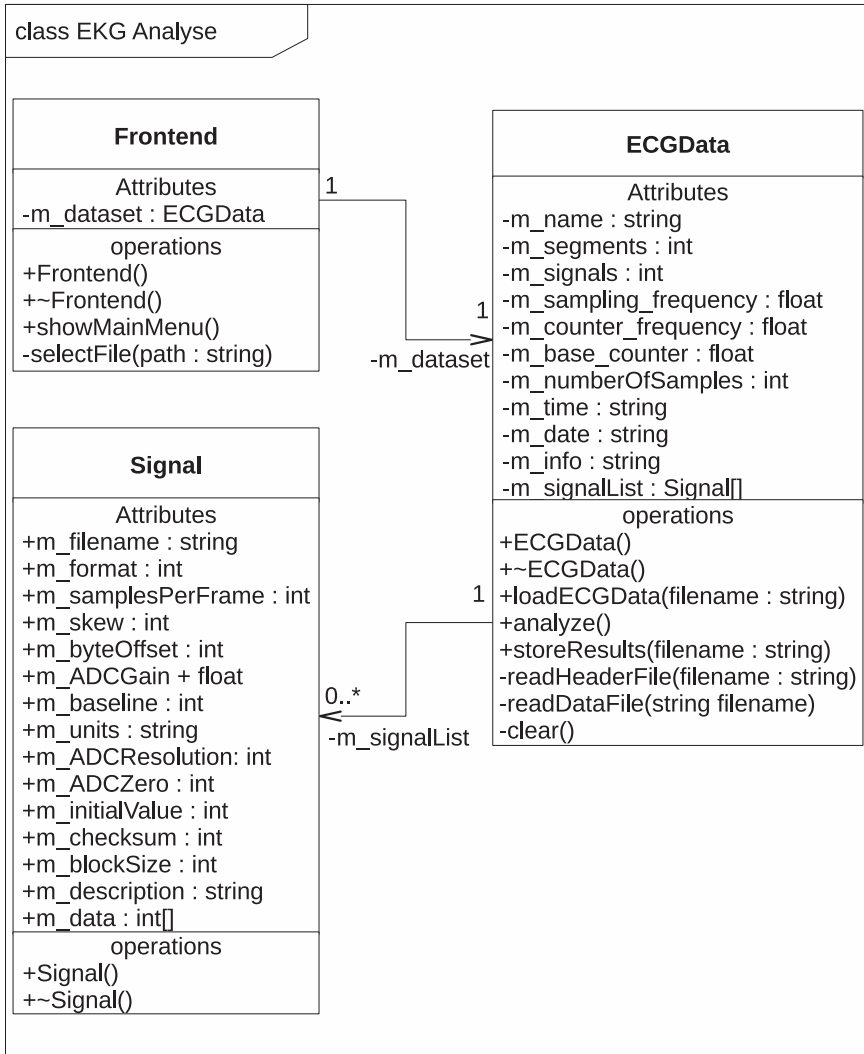 class EKG Analyse
Frontend
Attributes
-m_dataset : ECGData
operations
+Frontend()
+~Frontend()
+showMainMenu()
-selectFile(path : string)
1
1
-m_dataset
ECGData
Attributes
-m_name : string
-m_segments : int
-m_signals : int
-m_sampling_frequency : float
-m_counter_frequency : float
-m_base_counter : float
-m_numberOfSamples : int
-m_time : string
-m_date : string
-m_info : string
-m_signalList : Signal[]
operations
+ECGData()
+~ECGData()
+loadECGData(filename : string)
+analyze()
+storeResults(filename : string)
-readHeaderFile(filename : string)
-readDataFile(string filename)
-clear()
1
0..*
-m_signalList
Signal
Attributes
+m_filename : string
+m_format : int
+m_samplesPerFrame : int
+m_skew : int
+m_byteOffset : int
+m_ADCGain + float
+m_baseline : int
+m_units : string
+m_ADCResolution: int
+m_ADCZero : int
+m_initialValue : int
+m_checksum : int
+m_blockSize : int
+m_description : string
+m_data : int[]
operations
+Signal()
+~Signal()